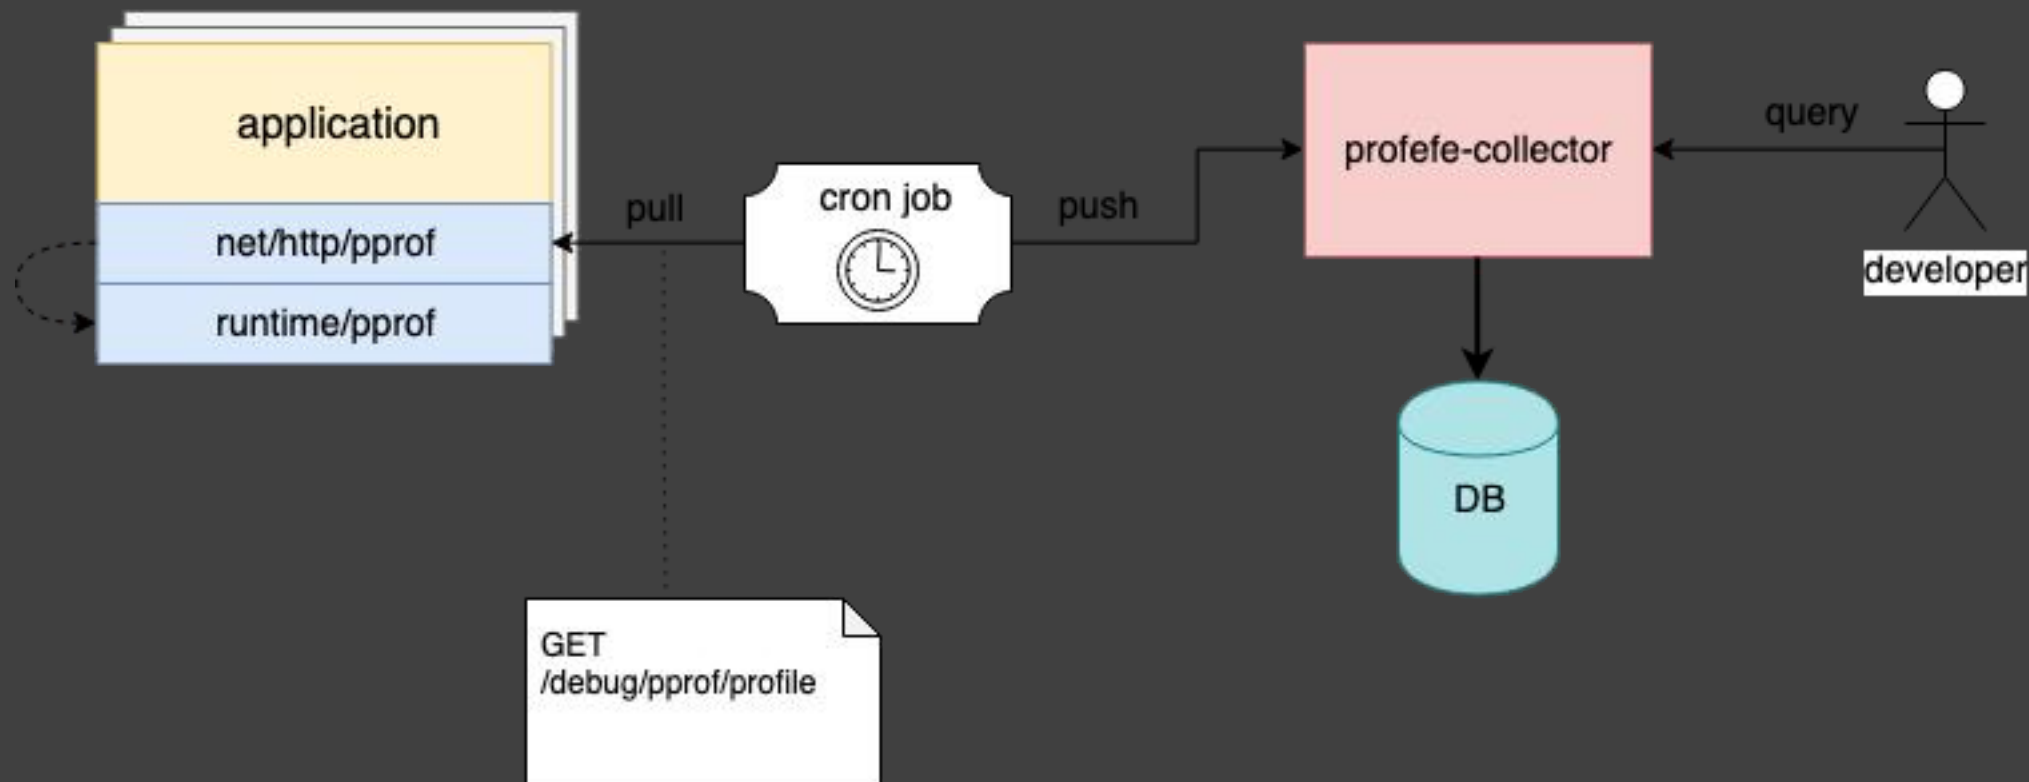 application
net/http/pprof
runtime/pprof
pull
cron job
push
profefe-collector
query
developer
DB
GET
/debug/pprof/profile